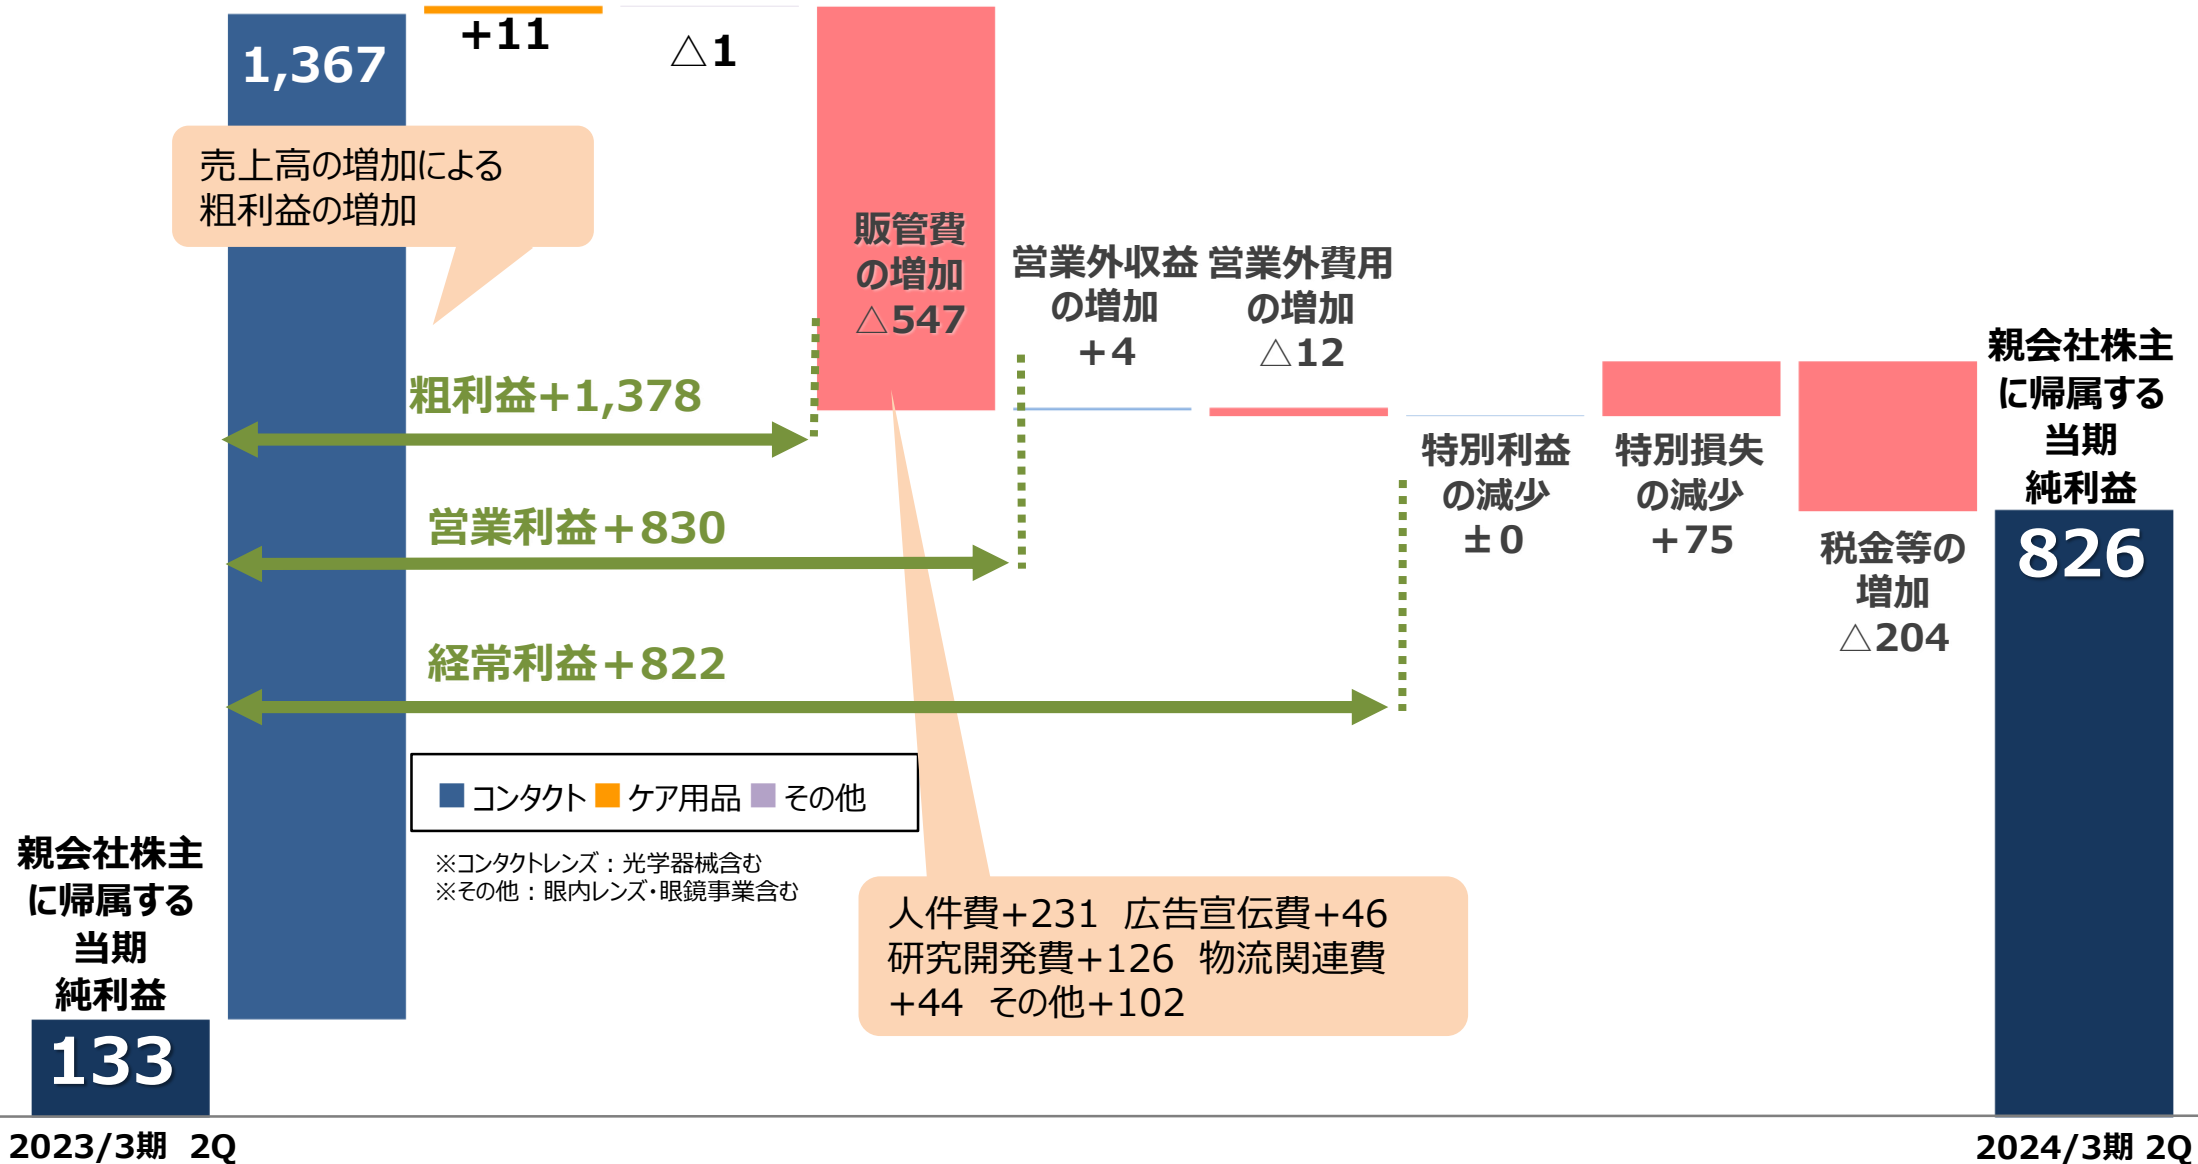 1,367
+11
△1
売上高の増加による
粗利益の増加
販管費
の増加
△547
営業外収益
の増加
+4
営業外費用
の増加
△12
粗利益+1,378
営業利益+830
経常利益+822
特別利益
の減少
±0
特別損失
の減少
+75
税金等の
増加
△204
親会社株主
に帰属する
当期
純利益
826
コンタクト ケア用品 その他
※コンタクトレンズ：光学器械含む
※その他：眼内レンズ・眼鏡事業含む
人件費+231 広告宣伝費+46
研究開発費+126 物流関連費
+44 その他+102
親会社株主
に帰属する
当期
純利益
133
2023/3期 2Q
2024/3期 2Q